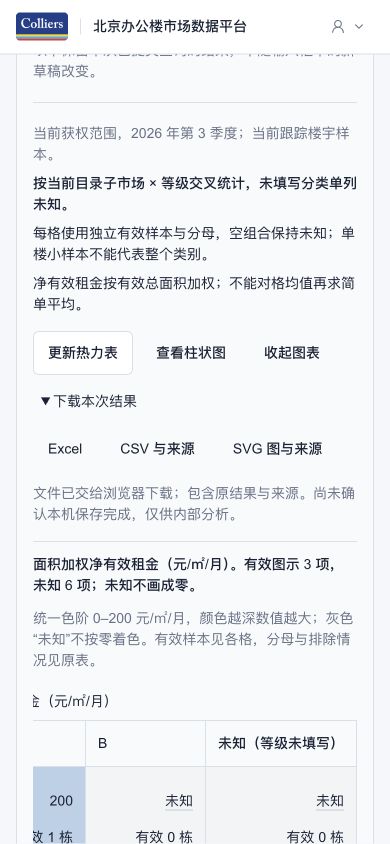 Colliers
北京办公楼市场数据平台
草稿改变。
当前获权范围，2026 年第 3 季度；当前跟踪楼宇样
本。
按当前目录子市场 × 等级交叉统计，未填写分类单列
未知。
每格使用独立有效样本与分母，空组合保持未知；单
楼小样本不能代表整个类别。
净有效租金按有效总面积加权；不能对格均值再求简
单平均。
更新热力表 查看柱状图 收起图表
▼下载本次结果
Excel CSV 与来源 SVG 图与来源
文件已交给浏览器下载；包含原结果与来源。尚未确
认本机保存完成，仅供内部分析。
面积加权净有效租金（元/㎡/月）。有效图示 3 项，
未知 6 项；未知不画成零。
统一色阶 0–200 元/㎡/月，颜色越深数值越大；灰色
“未知”不按零着色。有效样本见各格，分母与排除情
况见原表。
金（元/㎡/月）
B 未知（等级未填写）
200 未知 未知
效 1 栋 有效 0 栋 有效 0 栋